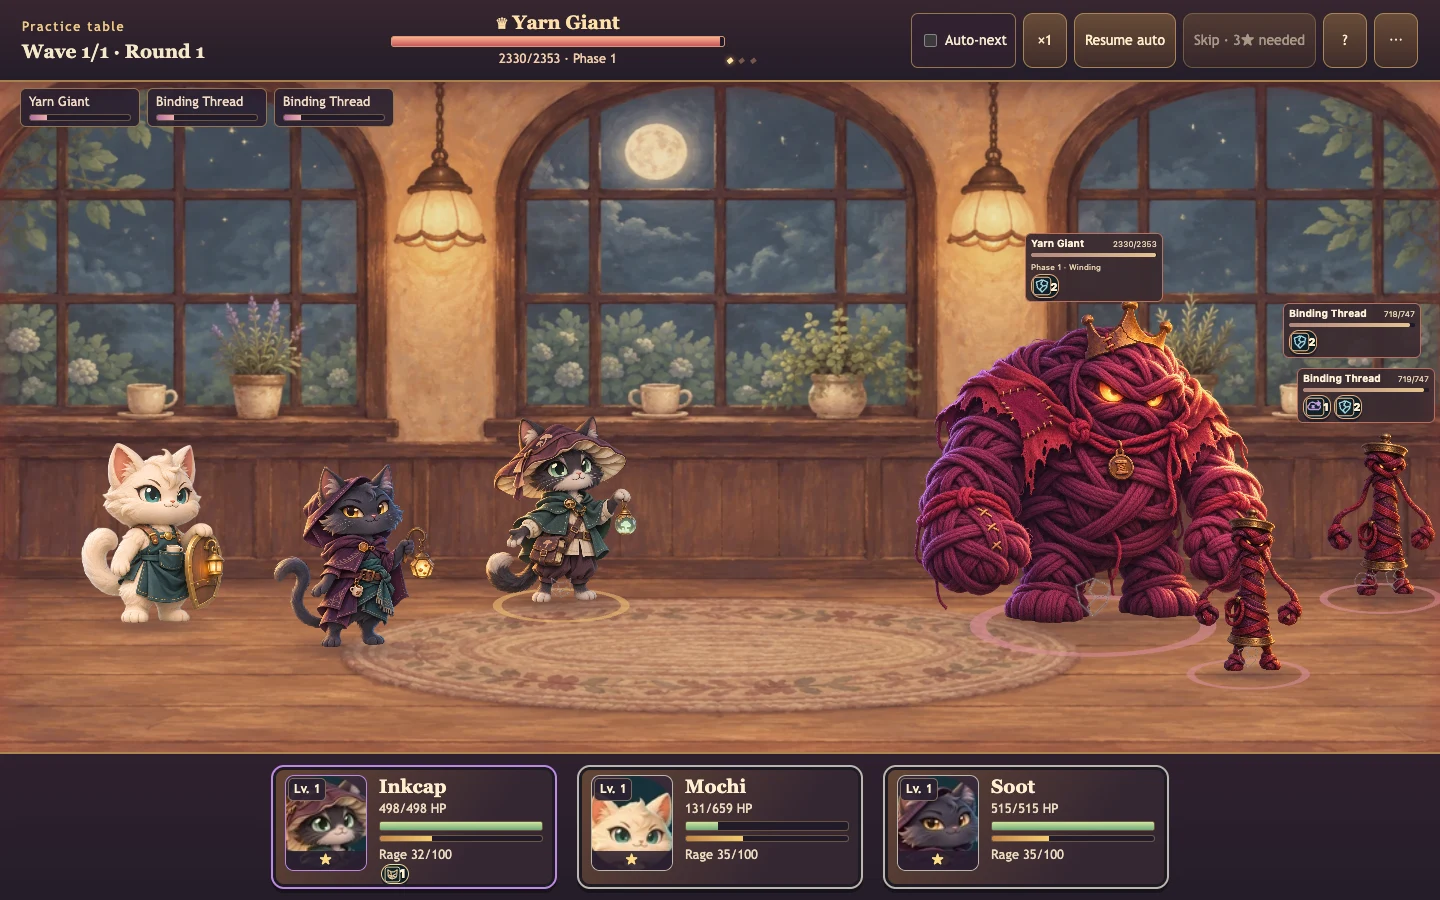 Practice table
Wave 1/1 · Round 1
Yarn Giant
2330/2353 · Phase 1
Auto-next
×1
Resume auto
Skip · 3★ needed
?
...
Yarn Giant
Binding Thread
Binding Thread
Yarn Giant 2330/2353
Phase 1 · Winding
2
Binding Thread 718/747
2
Binding Thread 719/747
1 2
Lv. 1
Inkcap
498/498 HP
Rage 32/100
1
Lv. 1
Mochi
131/659 HP
Rage 35/100
Lv. 1
Soot
515/515 HP
Rage 35/100